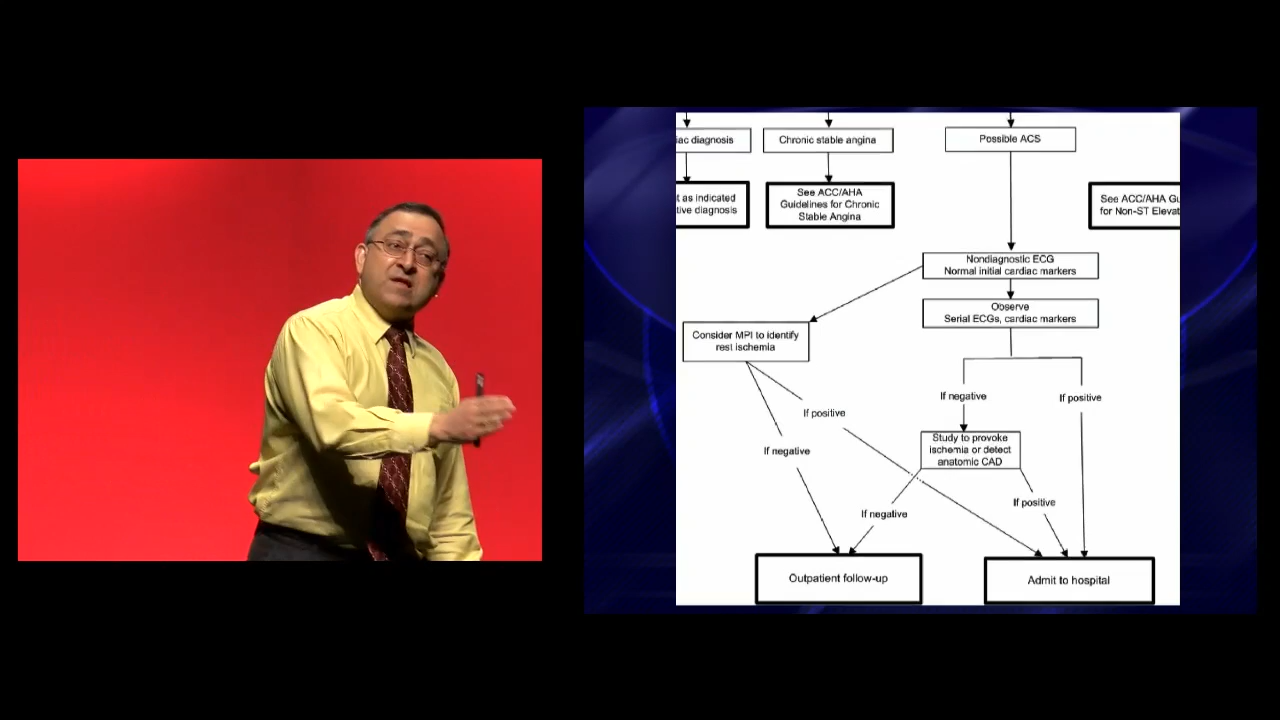 iac diagnosis
Chronic stable angina
Possible ACS
t as indicated
tive diagnosis
See ACC/AHA
Guidelines for Chronic
Stable Angina
See ACC/AHA Gu
for Non-ST Elevat
Nondiagnostic ECG
Normal initial cardiac markers
Observe
Serial ECGs, cardiac markers
Consider MPI to identify
rest ischemia
If negative
If positive
If positive
If negative
Study to provoke
ischemia or detect
anatomic CAD
If positive
If negative
Outpatient follow-up
Admit to hospital